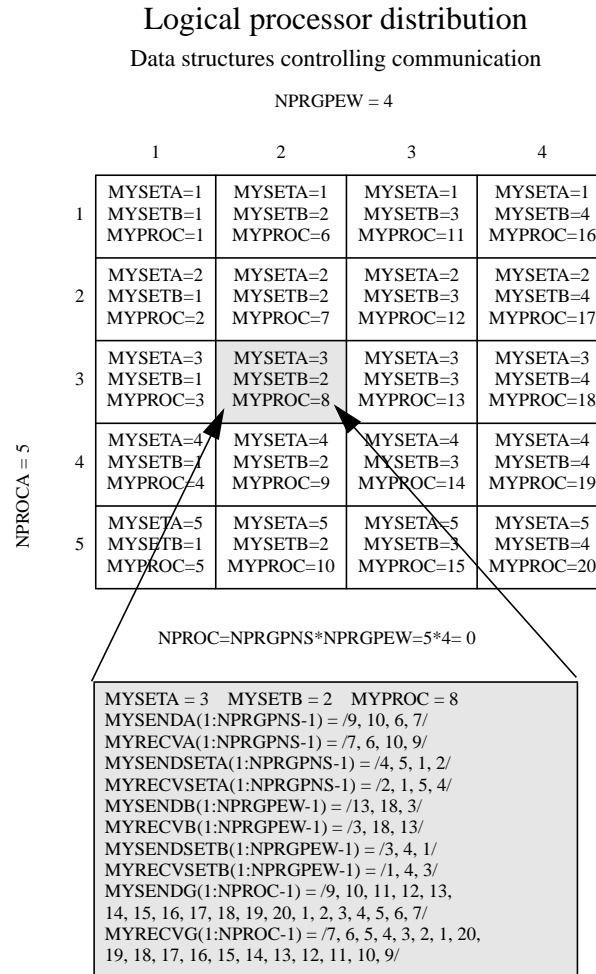 Logical processor distribution
Data structures controlling communication
NPRGPEW = 4
1 2 3 4
MYSETA=1 MYSETA=1 MYSETA=1 MYSETA=1
1 MYSETB=1 MYSETB=2 MYSETB=3 MYSETB=4
MYPROC=1 MYPROC=6 MYPROC=11 MYPROC=16
MYSETA=2 MYSETA=2 MYSETA=2 MYSETA=2
2 MYSETB=1 MYSETB=2 MYSETB=3 MYSETB=4
MYPROC=2 MYPROC=7 MYPROC=12 MYPROC=17
MYSETA=3 MYSETA=3 MYSETA=3 MYSETA=3
3 MYSETB=1 MYSETB=2 MYSETB=3 MYSETB=4
MYPROC=3 MYPROC=8 MYPROC=13 MYPROC=18
MYSETA=4 MYSETA=4 MYSETA=4 MYSETA=4
4 MYSETB=1 MYSETB=2 MYSETB=3 MYSETB=4
MYPROC=4 MYPROC=9 MYPROC=14 MYPROC=19
MYSETA=5 MYSETA=5 MYSETA=5 MYSETA=5
5 MYSETB=1 MYSETB=2 MYSETB=3 MYSETB=4
MYPROC=5 MYPROC=10 MYPROC=15 MYPROC=20
NPROCA = 5
NPROC=NPRGPNS*NPRGPEW=5*4= 0
MYSETA = 3 MYSETB = 2 MYPROC = 8
MYSENDA(1:NPRGPNS-1) = /9, 10, 6, 7/
MYRECVA(1:NPRGPNS-1) = /7, 6, 10, 9/
MYSENDSETA(1:NPRGPNS-1) = /4, 5, 1, 2/
MYRECVSETA(1:NPRGPNS-1) = /2, 1, 5, 4/
MYSENDB(1:NPRGPEW-1) = /13, 18, 3/
MYRECVB(1:NPRGPEW-1) = /3, 18, 13/
MYSENDSETB(1:NPRGPEW-1) = /3, 4, 1/
MYRECVSETB(1:NPRGPEW-1) = /1, 4, 3/
MYSENDG(1:NPROC-1) = /9, 10, 11, 12, 13,
14, 15, 16, 17, 18, 19, 20, 1, 2, 3, 4, 5, 6, 7/
MYRECVG(1:NPROC-1) = /7, 6, 5, 4, 3, 2, 1, 20,
19, 18, 17, 16, 15, 14, 13, 12, 11, 10, 9/